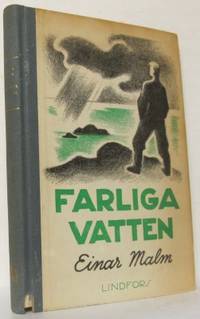 FARLIGA
VATTEN
Einar Malm
LINDFORS